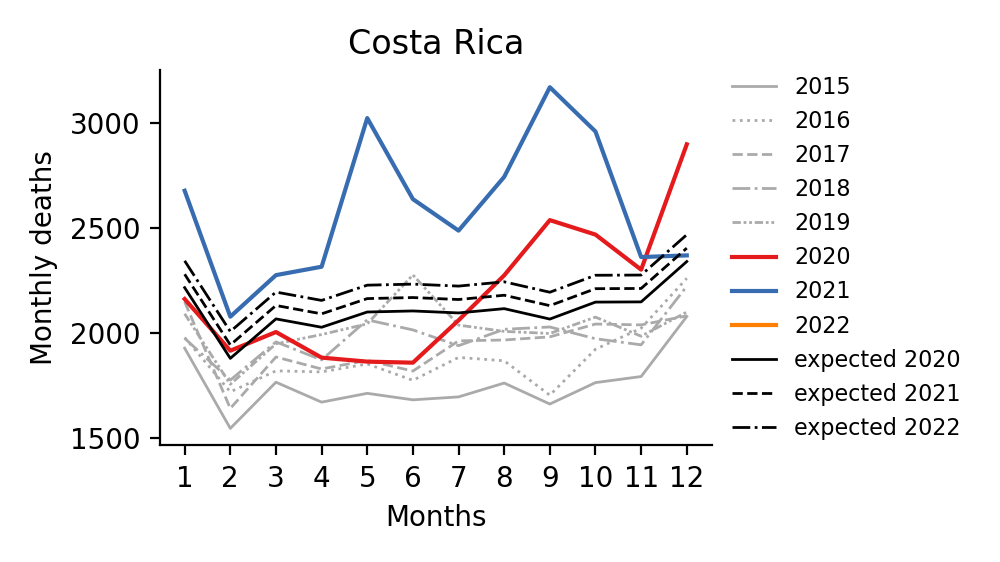 Costa Rica
Monthly deaths
3000
2500
2000
1500
1 2 3 4 5 6 7 8 9 10 11 12
Months
2015
2016
2017
2018
2019
2020
2021
2022
expected 2020
expected 2021
expected 2022